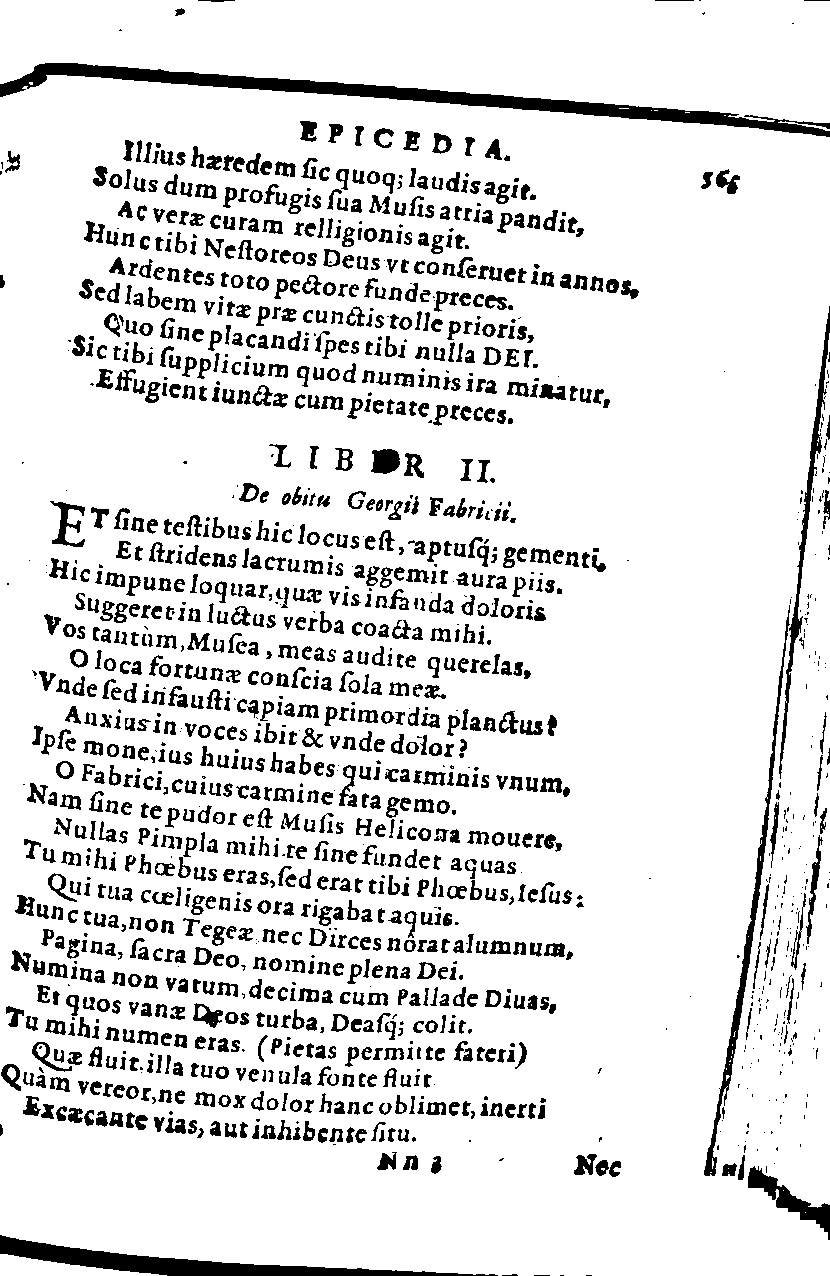 EPICEDIA.
566
Illius hæredem ſic quoq; laudis agit.
Solus dum profugis ſua Muſis atria pandit,
Ac veræ curam relligionis agit.
Hunc tibi Neſtoreos Deus vt conſeruet in annos,
Ardentes toto pectore funde preces.
Sed labem vitæ præ cunctis tolle prioris,
Quo ſine placandi ſpes tibi nulla DEI.
Sic tibi ſupplicium quod numinis ira minatur,
Effugient iunctæ cum pietate preces.
LIBER II.
De obitu Georgii Fabricii.
ET ſine teſtibus hic locus eſt, aptuſq́; gementi,
Et ſtridens lacrumis aggemit aura piis.
Hic impune loquar, quæ vis infanda doloris
Suggeret in luctus verba coacta mihi.
Vos tantùm, Muſea, meas audite querelas,
O loca fortunæ conſcia ſola meæ.
Vnde ſed infauſti capiam primordia planctus?
Anxius in voces ibit & vnde dolor?
Ipſe mone, ius huius habes qui carminis vnum,
O Fabrici, cuius carmine fata gemo.
Nam ſine te pudor eſt Muſis Helicona mouere,
Nullas Pimpla mihi te ſine fundet aquas
Tu mihi Phœbus eras, ſed erat tibi Phœbus, Ieſus:
Qui tua cœligenis ora rigabat aquis.
Hunc tua, non Tegeæ nec Dirces nôrat alumnum,
Pagina, ſacra Deo, nomine plena Dei.
Numina non vatum, decima cum Pallade Diuas,
Et quos vanæ Deos turba, Deaſq́; colit.
Tu mihi numen eras. (Pietas permitte fateri)
Quæ fluit illa tuo venula fonte fluit
Quàm vereor, ne mox dolor hanc oblimet, inerti
Excæcante vias, aut inhibente ſitu.
Nn 3 Nec